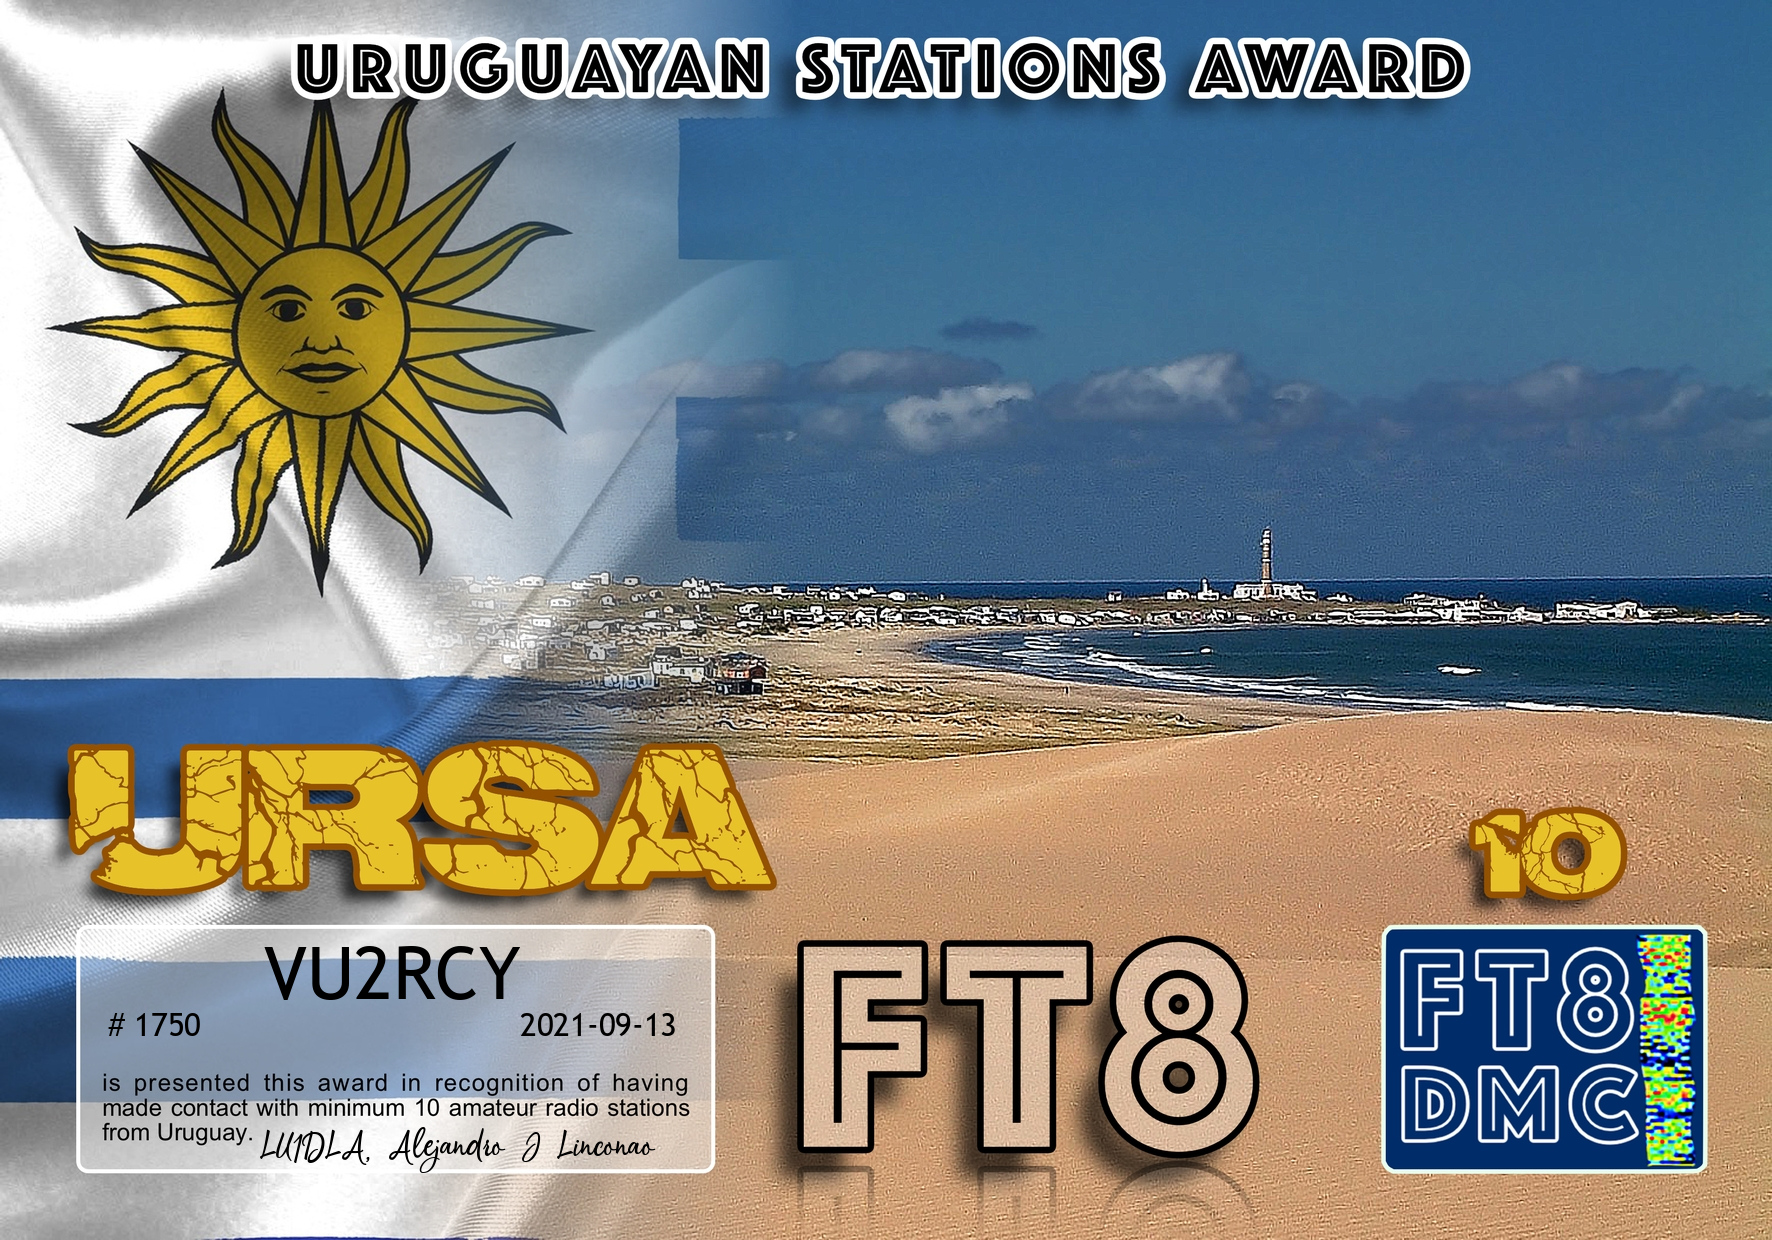 URUGUAYAN STATIONS AWARD
URSA
10
VU2RCY
# 1750 2021-09-13
is presented this award in recognition of having
made contact with minimum 10 amateur radio stations
from Uruguay. LU1DLA, Alejandro J Linconao
FT8
FT8
DMC